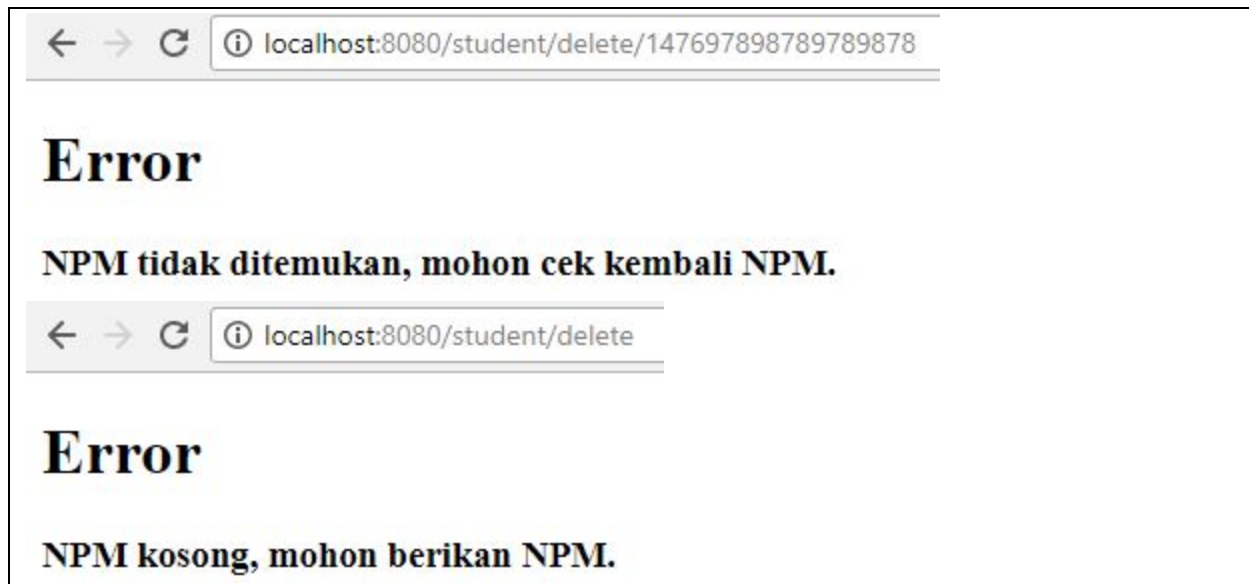 localhost:8080/student/delete/147697898789789878
Error
NPM tidak ditemukan, mohon cek kembali NPM.
localhost:8080/student/delete
Error
NPM kosong, mohon berikan NPM.